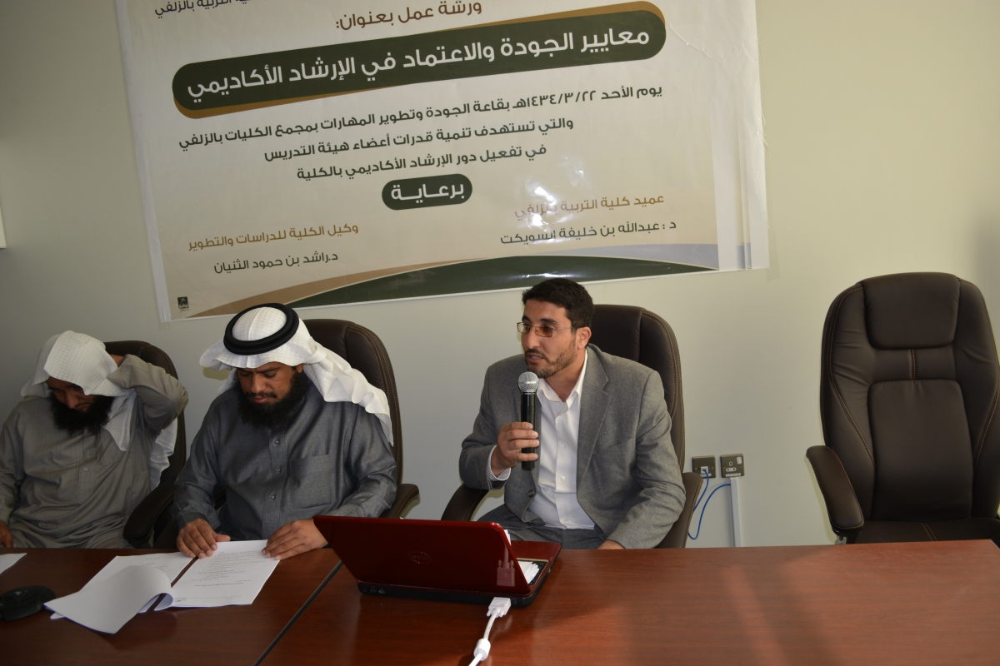 كلية التربية بالزلفي
ورشة عمل بعنوان:
معايير الجودة والاعتماد في الإرشاد الأكاديمي
يوم الأحد ١٤٣٤/٣/٢٢هـ بقاعة الجودة وتطوير المهارات بمجمع الكليات بالزلفي
والتي تستهدف تنمية قدرات أعضاء هيئة التدريس
في تفعيل دور الإرشاد الأكاديمي بالكلية
برعـايـة
عميد كلية التربية بالزلفي
د : عبدالله بن خليفة السويكت
وكيل الكلية للدراسات والتطوير
د.راشد بن حمود الثنيان